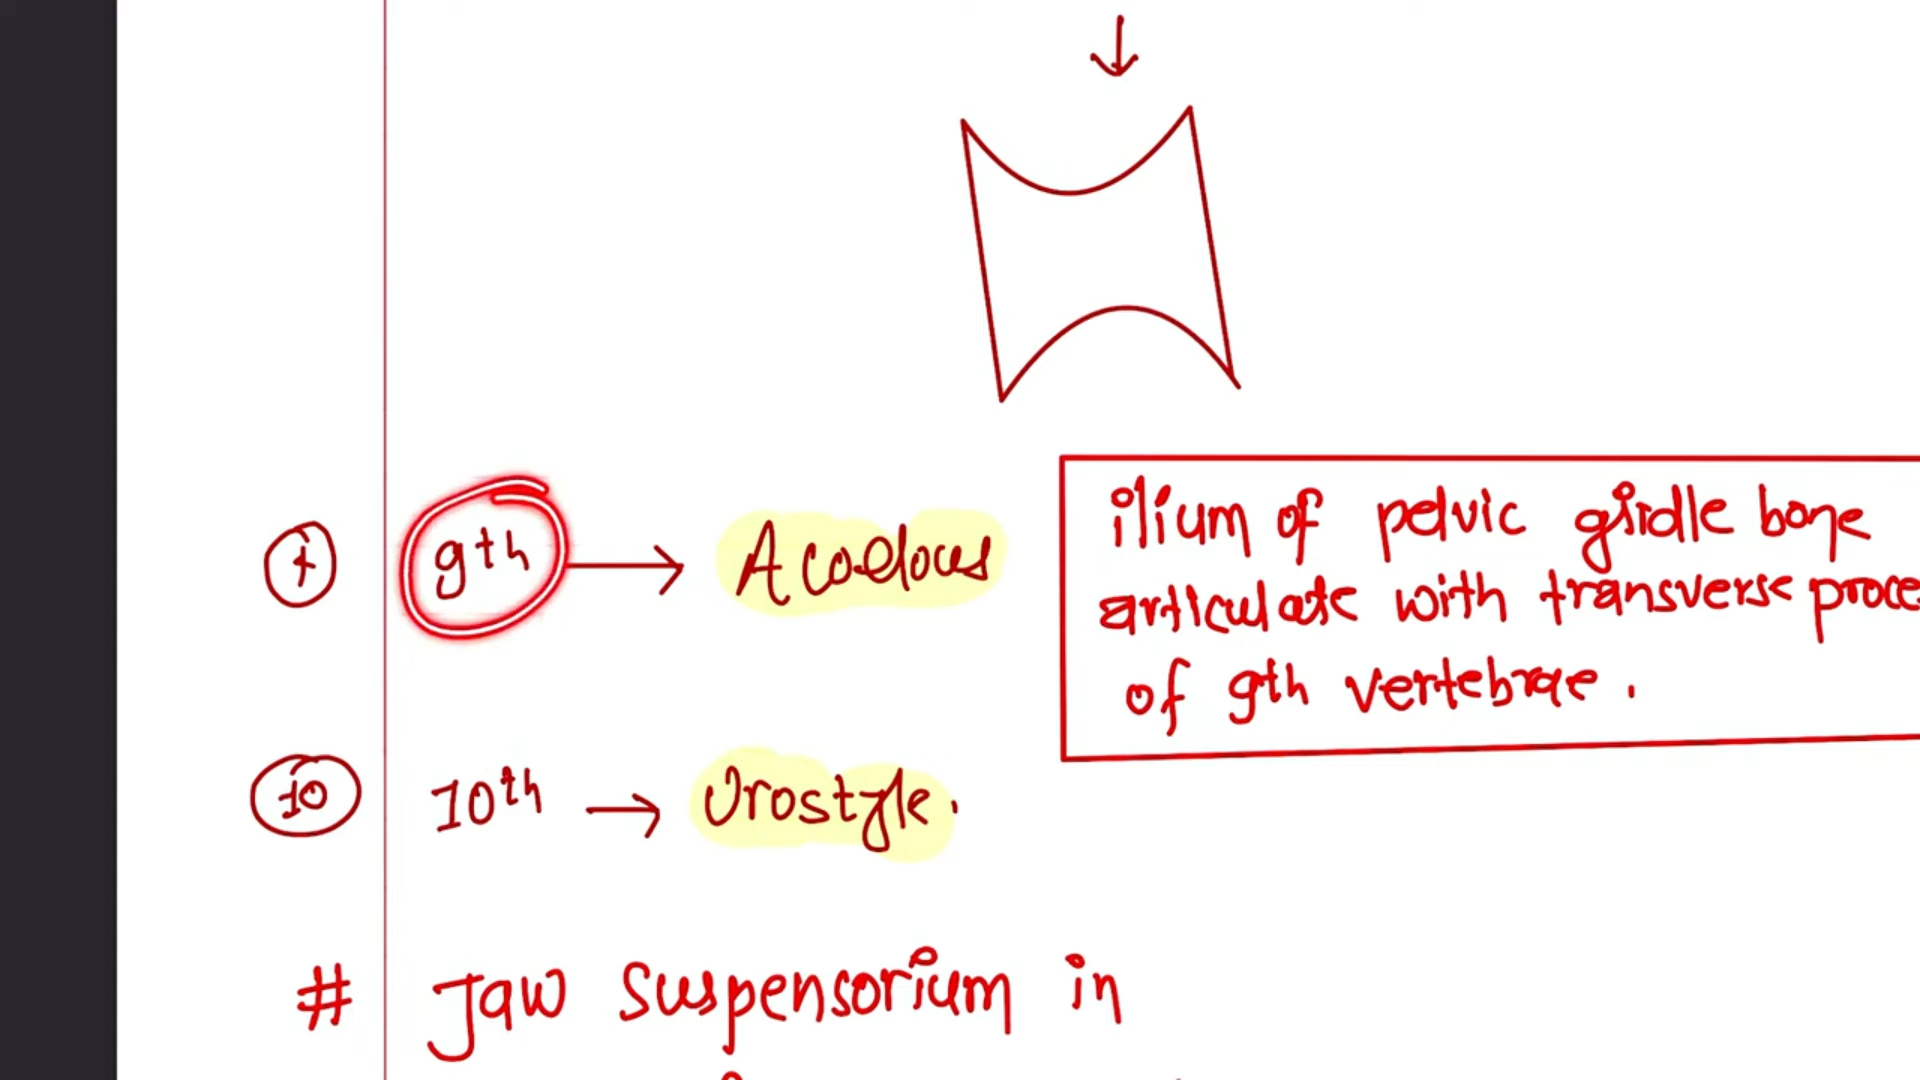 9th → Acoelous
ilium of pelvic girdle bone
articulate with transverse proce
of 9th vertebrae.
10 10th → Urostyle.
# Jaw suspensorium in